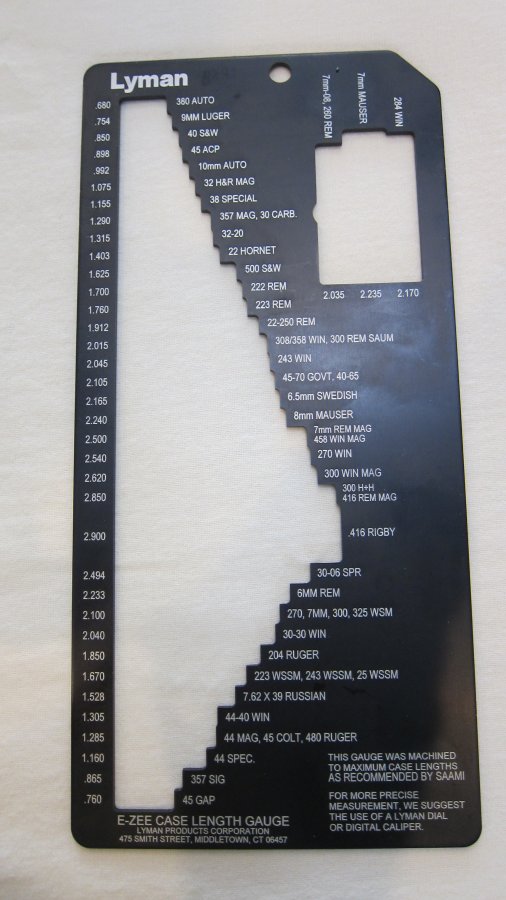 Lyman
.680 380 AUTO
.754 9MM LUGER
.850 40 S&W
.898 45 ACP
.992 10mm AUTO
1.075 32 H&R MAG
1.155 38 SPECIAL
1.290 357 MAG, 30 CARB.
1.315 32-20
1.403 22 HORNET
1.625 500 S&W
1.700 222 REM
1.760 223 REM
1.912 22-250 REM
2.015 308/358 WIN, 300 REM SAUM
2.045 243 WIN
2.105 45-70 GOVT, 40-65
2.165 6.5mm SWEDISH
2.240 8mm MAUSER
2.500 7mm REM MAG
458 WIN MAG
2.540 270 WIN
2.620 300 WIN MAG
2.850 300 H+H
416 REM MAG
2.900 .416 RIGBY
2.494 30-06 SPR
2.233 6MM REM
2.100 270, 7MM, 300, 325 WSM
2.040 30-30 WIN
1.850 204 RUGER
1.670 223 WSSM, 243 WSSM, 25 WSSM
1.528 7.62 X 39 RUSSIAN
1.305 44-40 WIN
1.285 44 MAG, 45 COLT, 480 RUGER
1.160 44 SPEC.
.865 357 SIG
.760 45 GAP
7mm-08, 260 REM
7mm MAUSER
284 WIN
2.035 2.235 2.170
THIS GAUGE WAS MACHINED
TO MAXIMUM CASE LENGTHS
AS RECOMMENDED BY SAAMI
FOR MORE PRECISE
MEASUREMENT, WE SUGGEST
THE USE OF A LYMAN DIAL
OR DIGITAL CALIPER.
E-ZEE CASE LENGTH GAUGE
LYMAN PRODUCTS CORPORATION
475 SMITH STREET, MIDDLETOWN, CT 06457